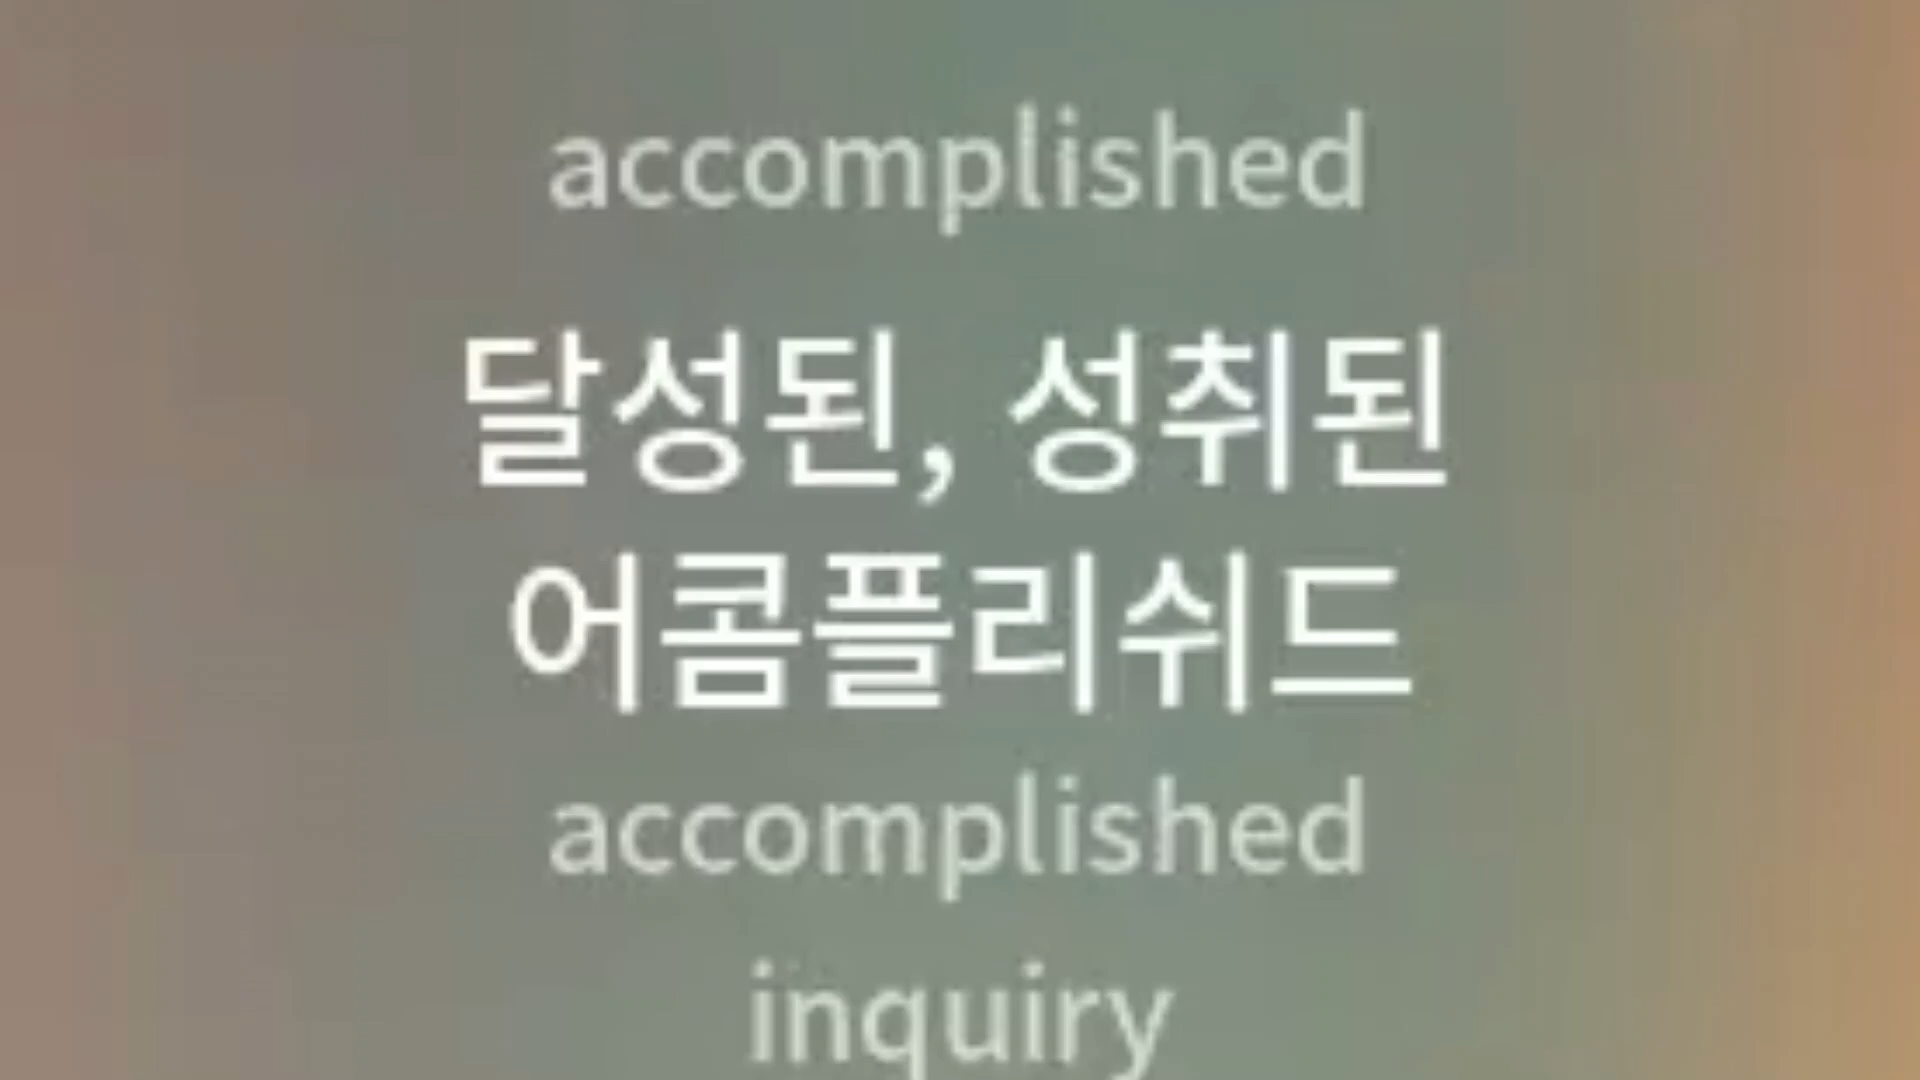 accomplished
달성된, 성취된
어콤플리쉬드
accomplished
inquiry